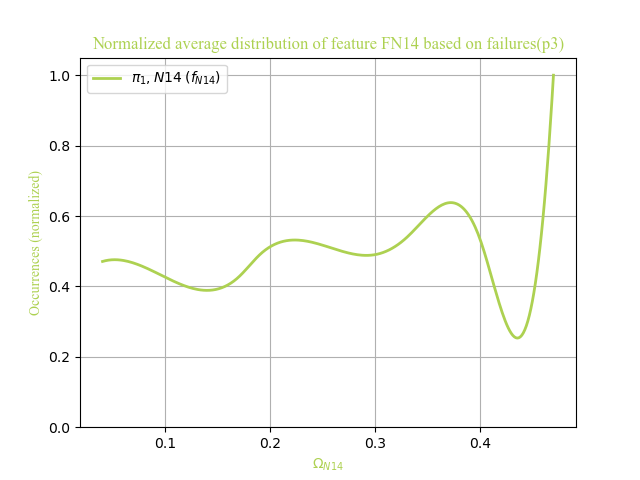 Normalized average distribution of feature FN14 based on failures(p3)
π₁, N14 (f_N14)
Occurrences (normalized)
1.0
0.8
0.6
0.4
0.2
0.0
0.1 0.2 0.3 0.4
Ω_N14